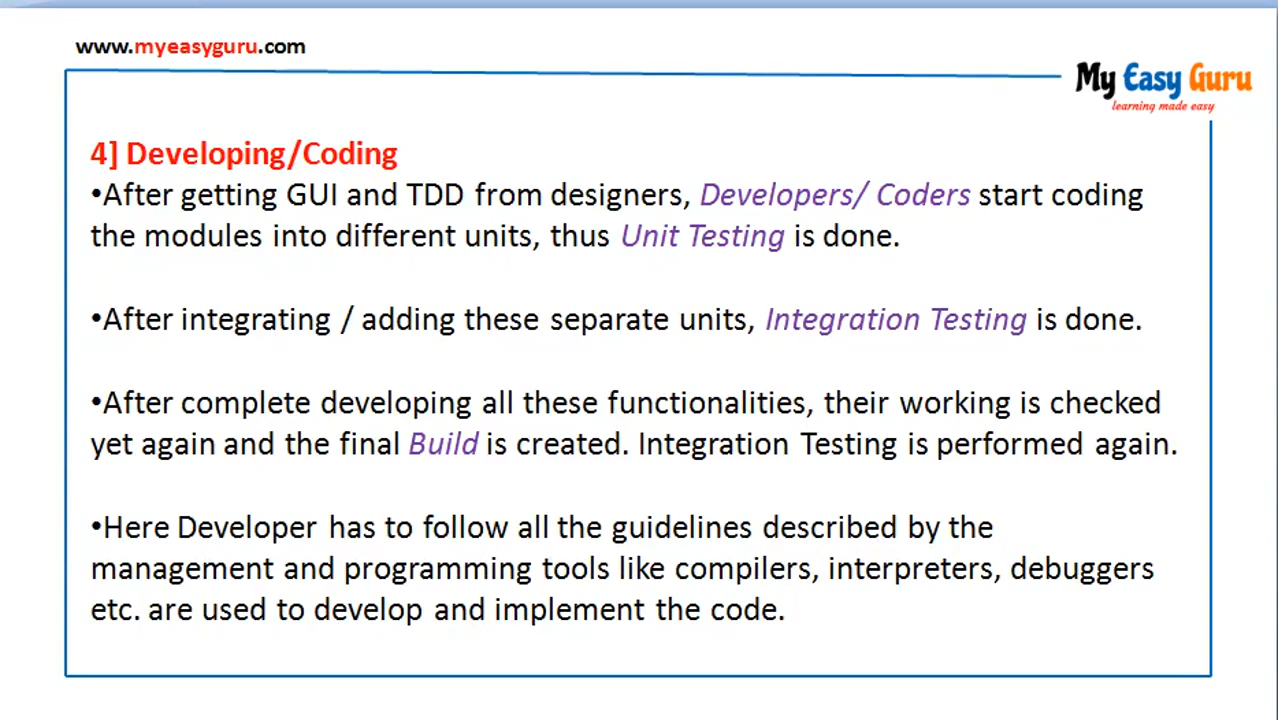 www.myeasyguru.com
My Easy Guru
learning made easy
4] Developing/Coding
•After getting GUI and TDD from designers, Developers/ Coders start coding
the modules into different units, thus Unit Testing is done.
•After integrating / adding these separate units, Integration Testing is done.
•After complete developing all these functionalities, their working is checked
yet again and the final Build is created. Integration Testing is performed again.
•Here Developer has to follow all the guidelines described by the
management and programming tools like compilers, interpreters, debuggers
etc. are used to develop and implement the code.